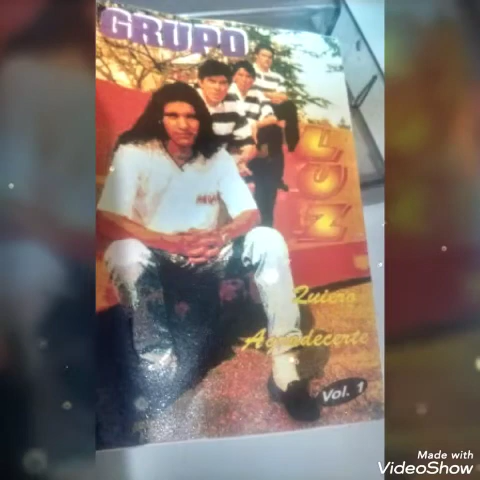 GRUPO
LUZ
Quiero
Agradecerte
Vol. 1
Made with
VideoShow